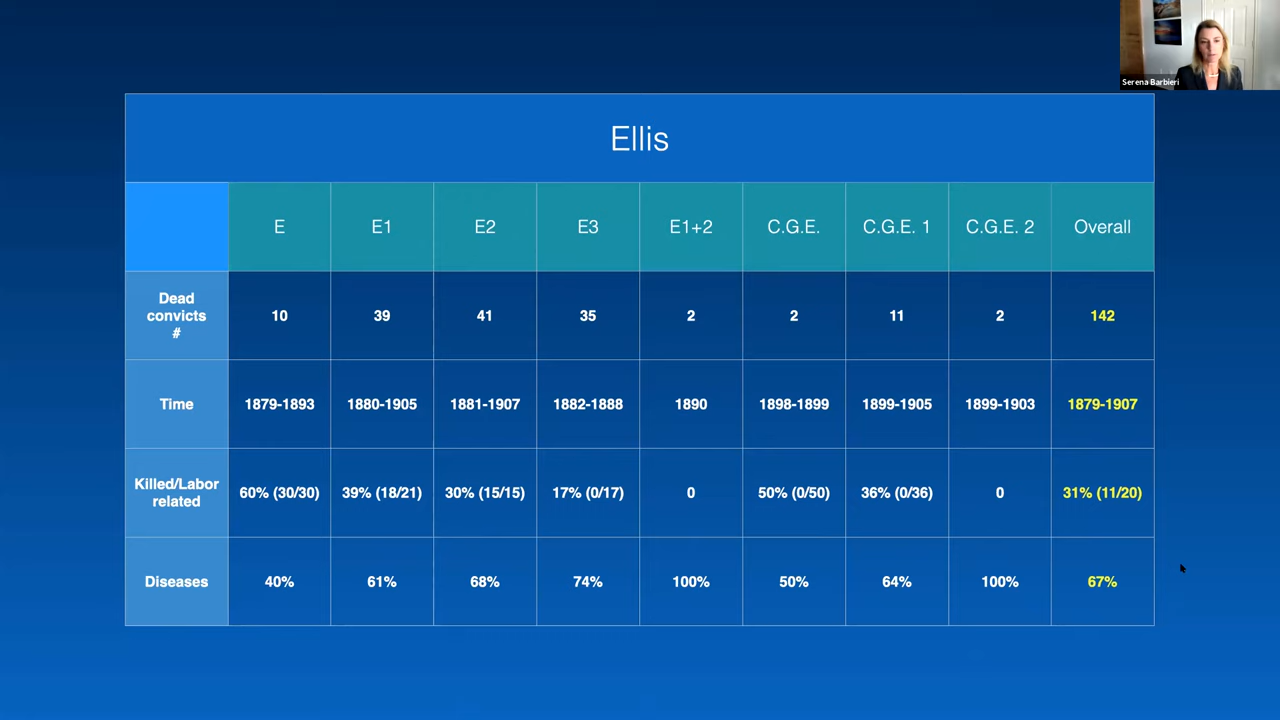 Serena Barbieri
Ellis
E E1 E2 E3 E1+2 C.G.E. C.G.E. 1 C.G.E. 2 Overall
Dead
convicts
#
10 39 41 35 2 2 11 2 142
Time 1879-1893 1880-1905 1881-1907 1882-1888 1890 1898-1899 1899-1905 1899-1903 1879-1907
Killed/Labor
related
60% (30/30) 39% (18/21) 30% (15/15) 17% (0/17) 0 50% (0/50) 36% (0/36) 0 31% (11/20)
Diseases 40% 61% 68% 74% 100% 50% 64% 100% 67%